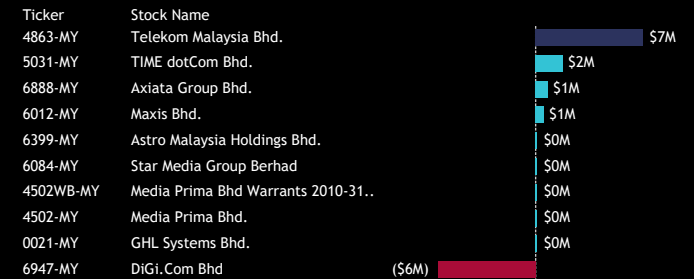 Ticker Stock Name
4863-MY Telekom Malaysia Bhd. $7M
5031-MY TIME dotCom Bhd. $2M
6888-MY Axiata Group Bhd. $1M
6012-MY Maxis Bhd. $1M
6399-MY Astro Malaysia Holdings Bhd. $0M
6084-MY Star Media Group Berhad $0M
4502WB-MY Media Prima Bhd Warrants 2010-31.. $0M
4502-MY Media Prima Bhd. $0M
0021-MY GHL Systems Bhd. $0M
6947-MY DiGi.Com Bhd ($6M)